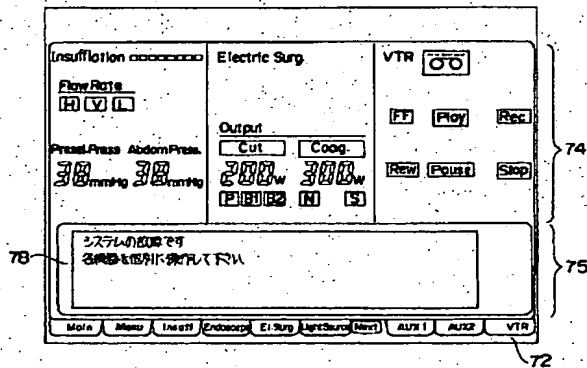 Insufflation
Electric Surg.
VTR
Flow Rate
H V L
FF Play Rec
Output
Preset-Press Abdom Press.
Cut Coag.
38 mmHg 38 mmHg
200 w 300 w
Rew Pause Stop
P B1 B2 N S
74
システムの故障です
各機器を個別に操作して下さい
78
75
Main Menu Insuffl Endoscope El.Surg LightSource Next AUX1 AUX2 VTR
72